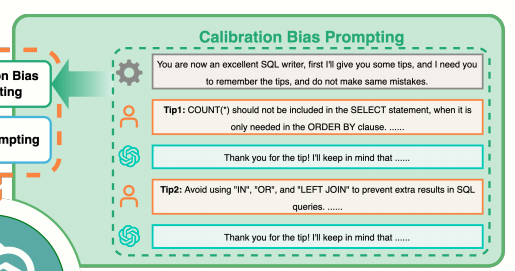 Calibration Bias Prompting
on Bias
ting
mpting
You are now an excellent SQL writer, first I'll give you some tips, and I need you
to remember the tips, and do not make same mistakes.
Tip1: COUNT(*) should not be included in the SELECT statement, when it is
only needed in the ORDER BY clause. ......
Thank you for the tip! I'll keep in mind that ......
Tip2: Avoid using "IN", "OR", and "LEFT JOIN" to prevent extra results in SQL
queries. ......
Thank you for the tip! I'll keep in mind that ......